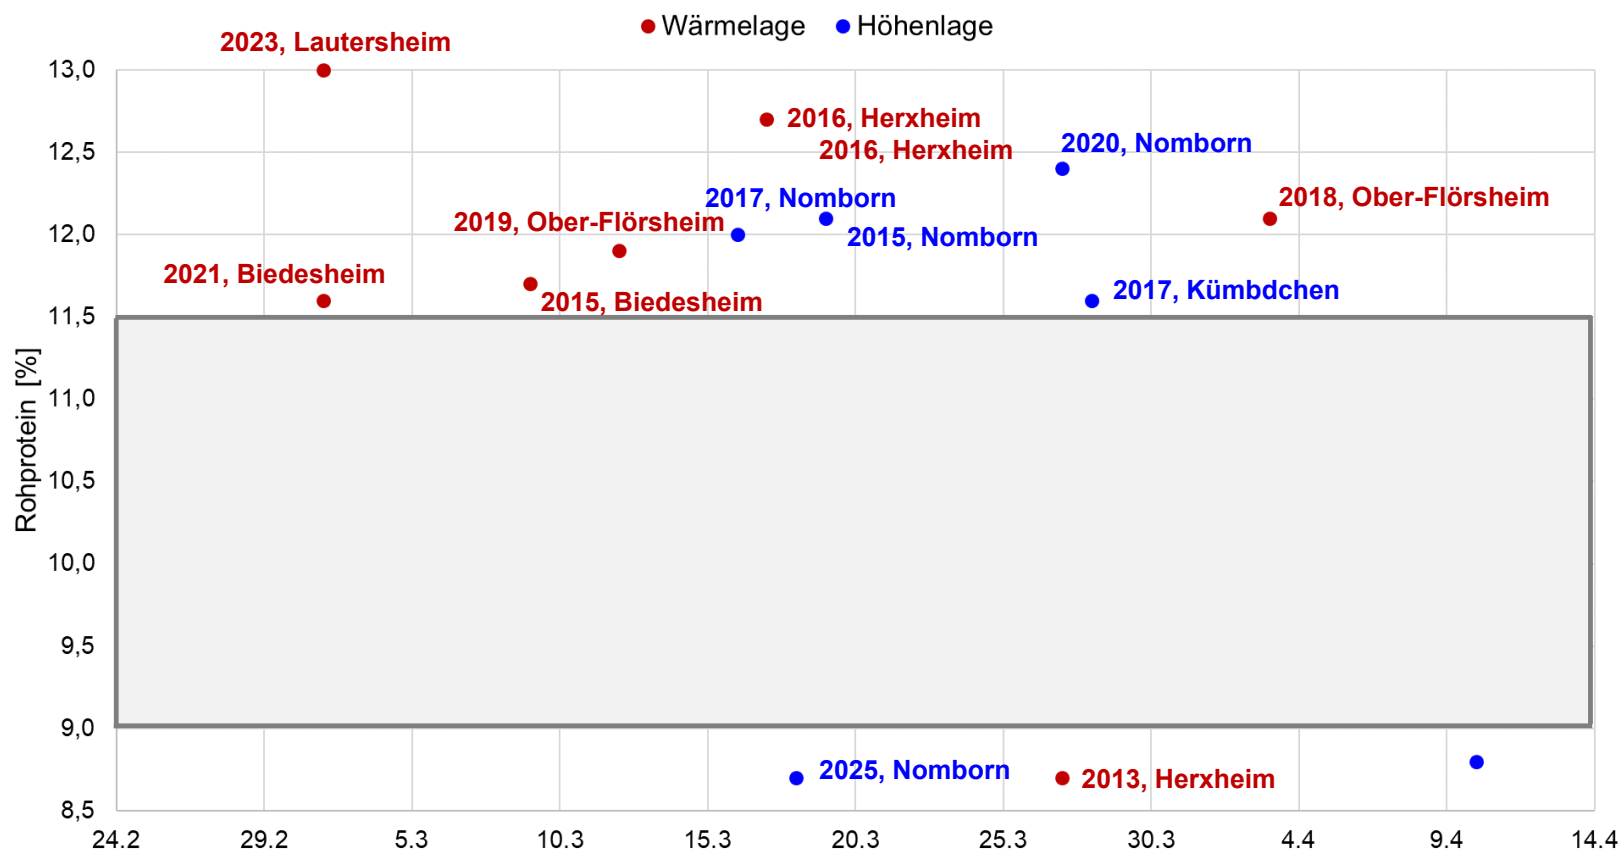 Wärmelage Höhenlage
2023, Lautersheim
13,0
2016, Herxheim
12,5
2016, Herxheim
2020, Nomborn
2017, Nomborn
2018, Ober-Flörsheim
2019, Ober-Flörsheim
12,0
2015, Nomborn
2021, Biedesheim
2015, Biedesheim
2017, Kümbdchen
11,5
Rohprotein [%]
11,0
10,5
10,0
9,5
9,0
2025, Nomborn
2013, Herxheim
8,5
24.2 29.2 5.3 10.3 15.3 20.3 25.3 30.3 4.4 9.4 14.4